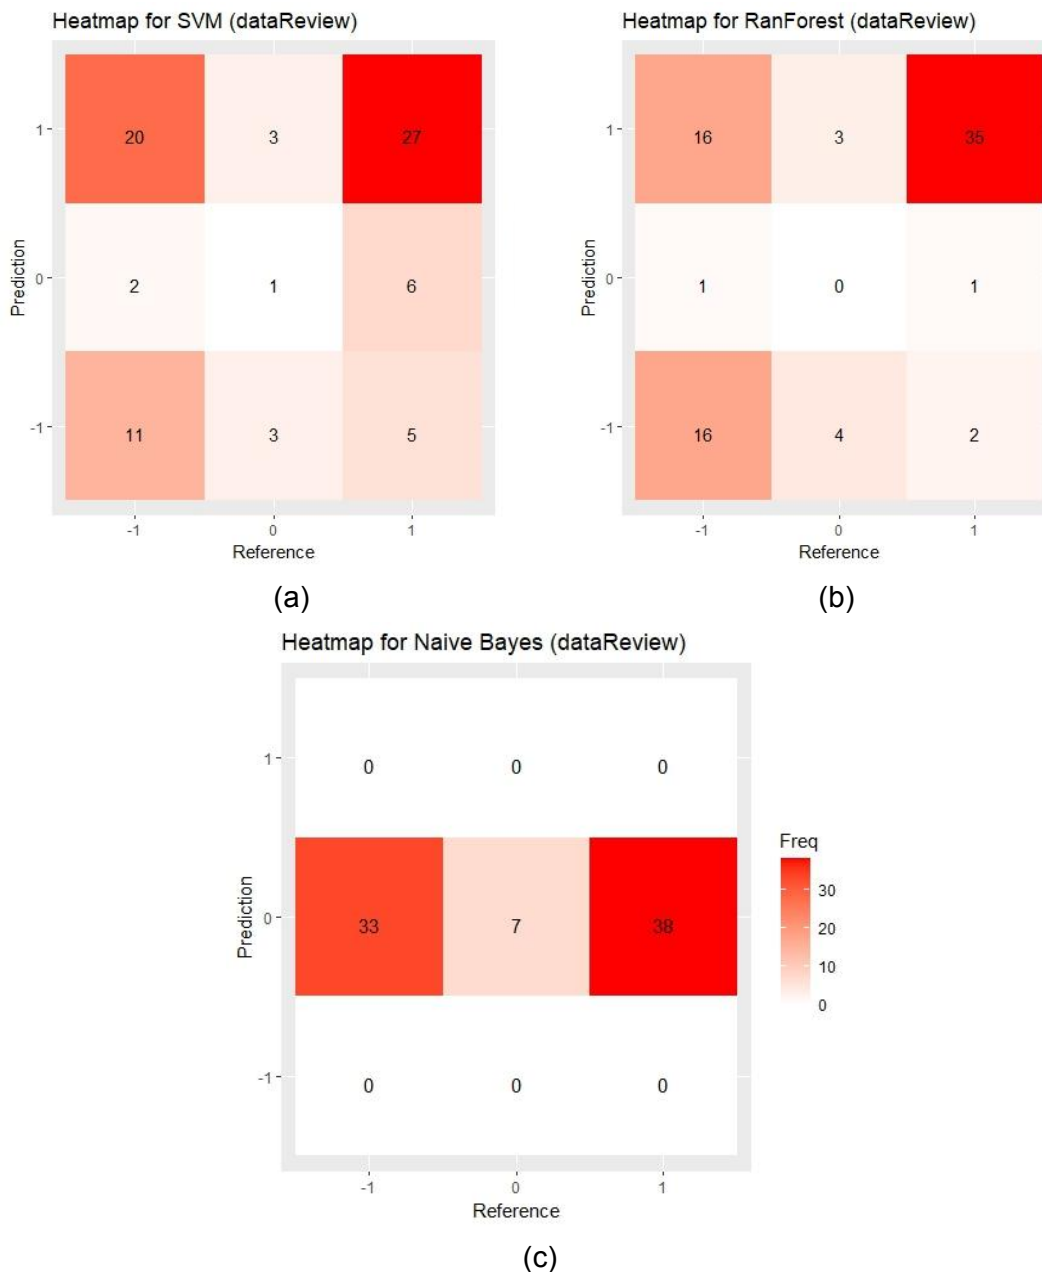 Heatmap for SVM (dataReview)
1
20 3 27
Prediction
0
2 1 6
-1
11 3 5
-1 0 1
Reference
(a)
Heatmap for RanForest (dataReview)
1
16 3 35
Prediction
0
1 0 1
-1
16 4 2
-1 0 1
Reference
(b)
Heatmap for Naive Bayes (dataReview)
1
0 0 0
Prediction
0
33 7 38
-1
0 0 0
-1 0 1
Reference
Freq
30
20
10
0
(c)